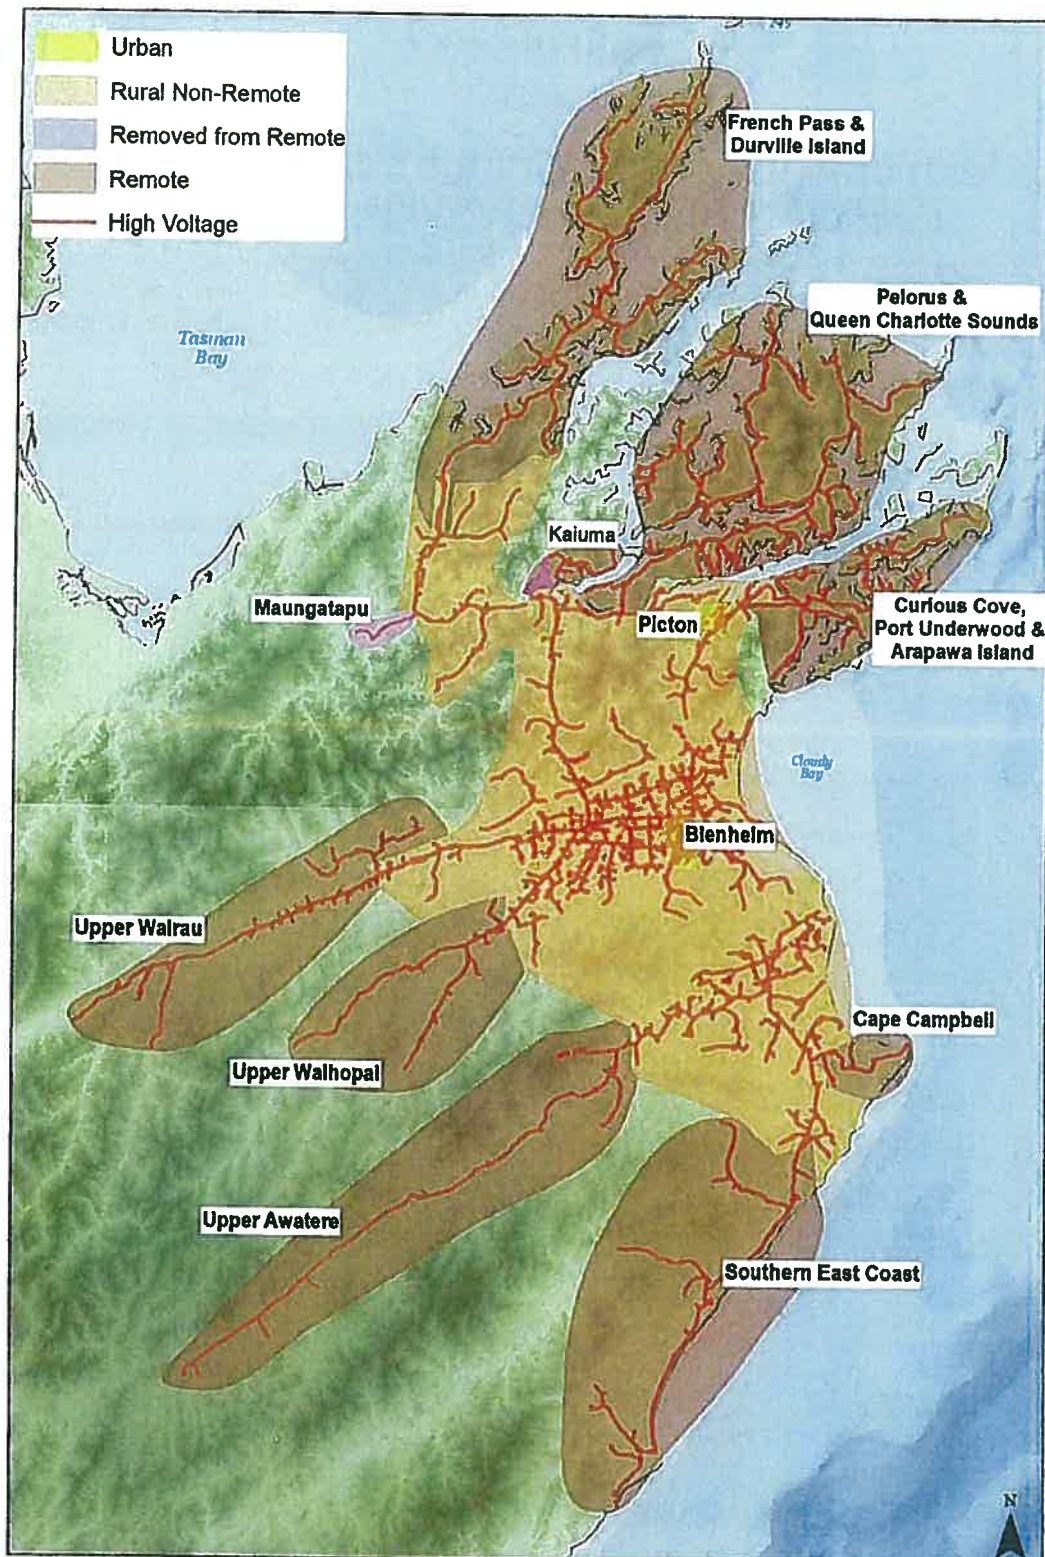 Urban
Rural Non-Remote
Removed from Remote
Remote
High Voltage
French Pass &
Durville Island
Pelorus &
Queen Charlotte Sounds
Tasman
Bay
Kaiuma
Maungatapu
Picton
Curious Cove,
Port Underwood &
Arapawa Island
Cloudy
Bay
Blenheim
Upper Wairau
Cape Campbell
Upper Waihopai
Upper Awatere
Southern East Coast
N